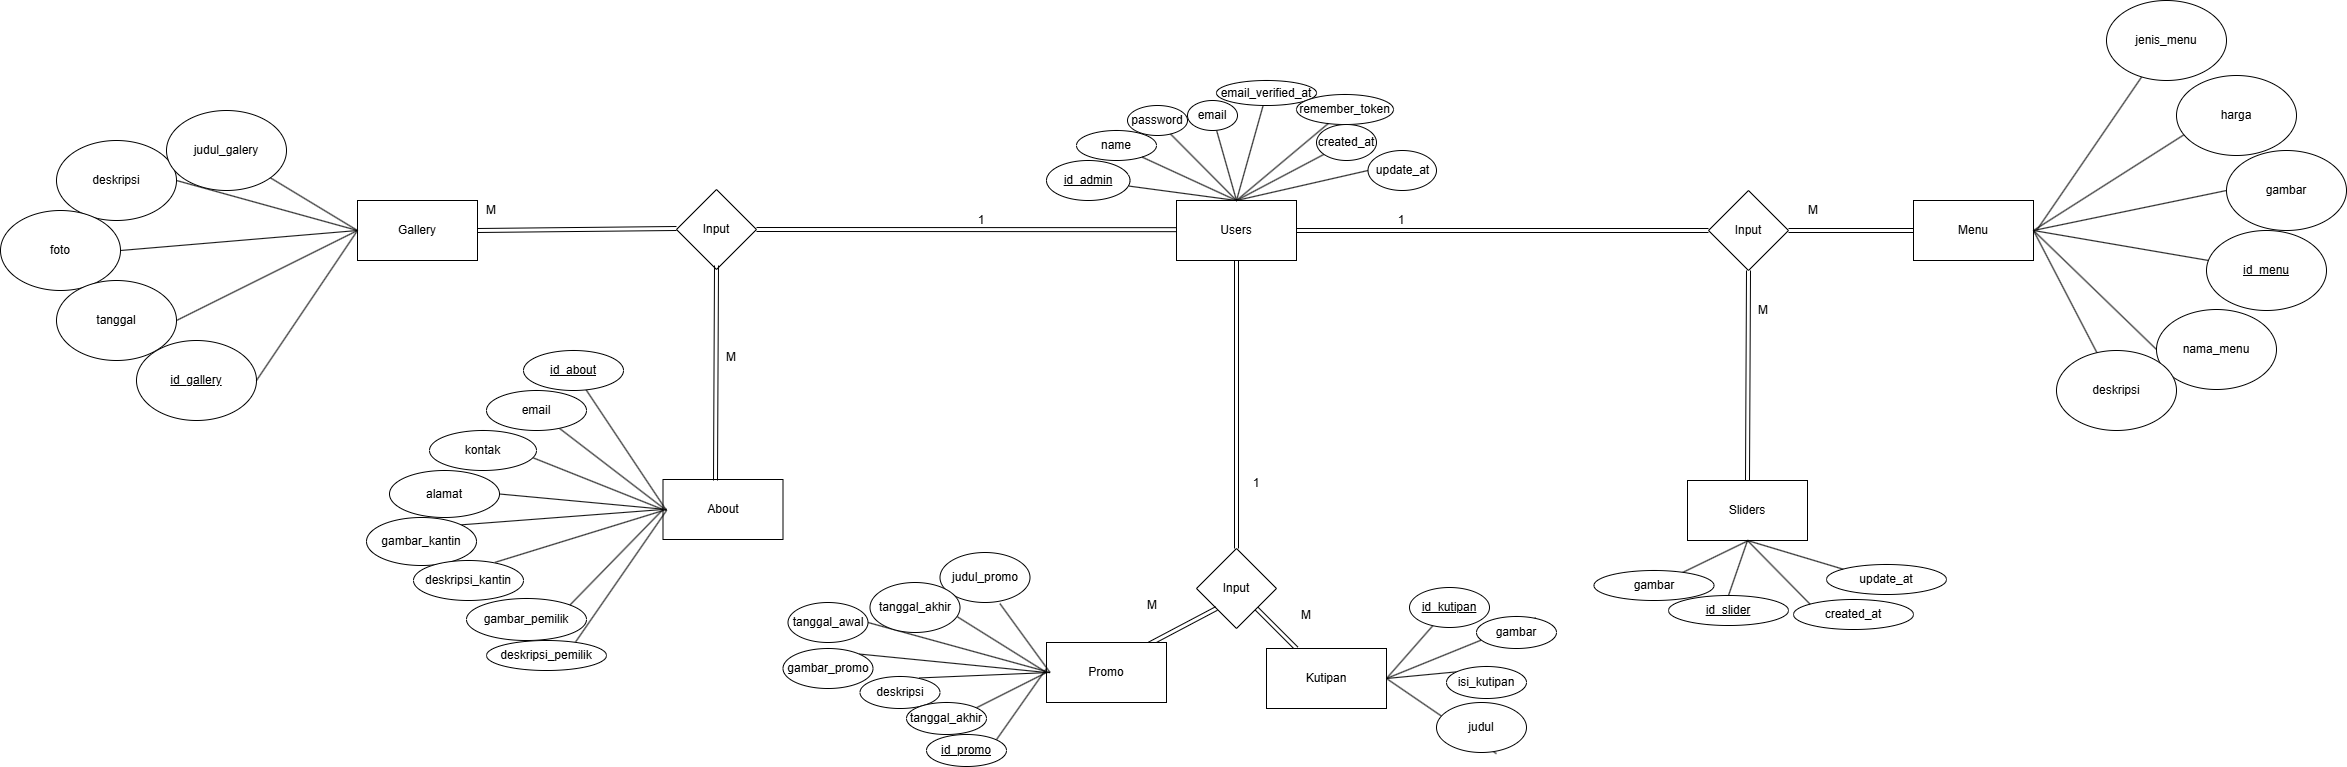 jenis_menu
harga
gambar
id_menu
nama_menu
deskripsi
Menu
M
Input
1
M
Sliders
gambar
id_slider
created_at
update_at
email_verified_at
remember_token
email
password
created_at
name
update_at
id_admin
Users
1
1
Input
M
M
judul_galery
deskripsi
foto
tanggal
id_gallery
Gallery
M
Input
M
id_about
email
kontak
alamat
gambar_kantin
deskripsi_kantin
gambar_pemilik
deskripsi_pemilik
About
judul_promo
tanggal_akhir
tanggal_awal
gambar_promo
deskripsi
tanggal_akhir
id_promo
Promo
Kutipan
id_kutipan
gambar
isi_kutipan
judul
1